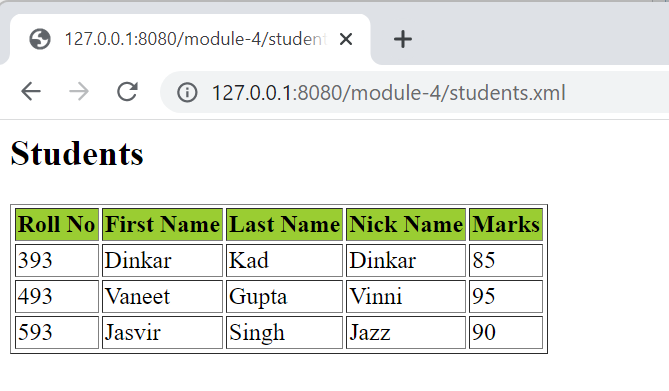 127.0.0.1:8080/module-4/student
127.0.0.1:8080/module-4/students.xml
Students
Roll No First Name Last Name Nick Name Marks
393 Dinkar Kad Dinkar 85
493 Vaneet Gupta Vinni 95
593 Jasvir Singh Jazz 90